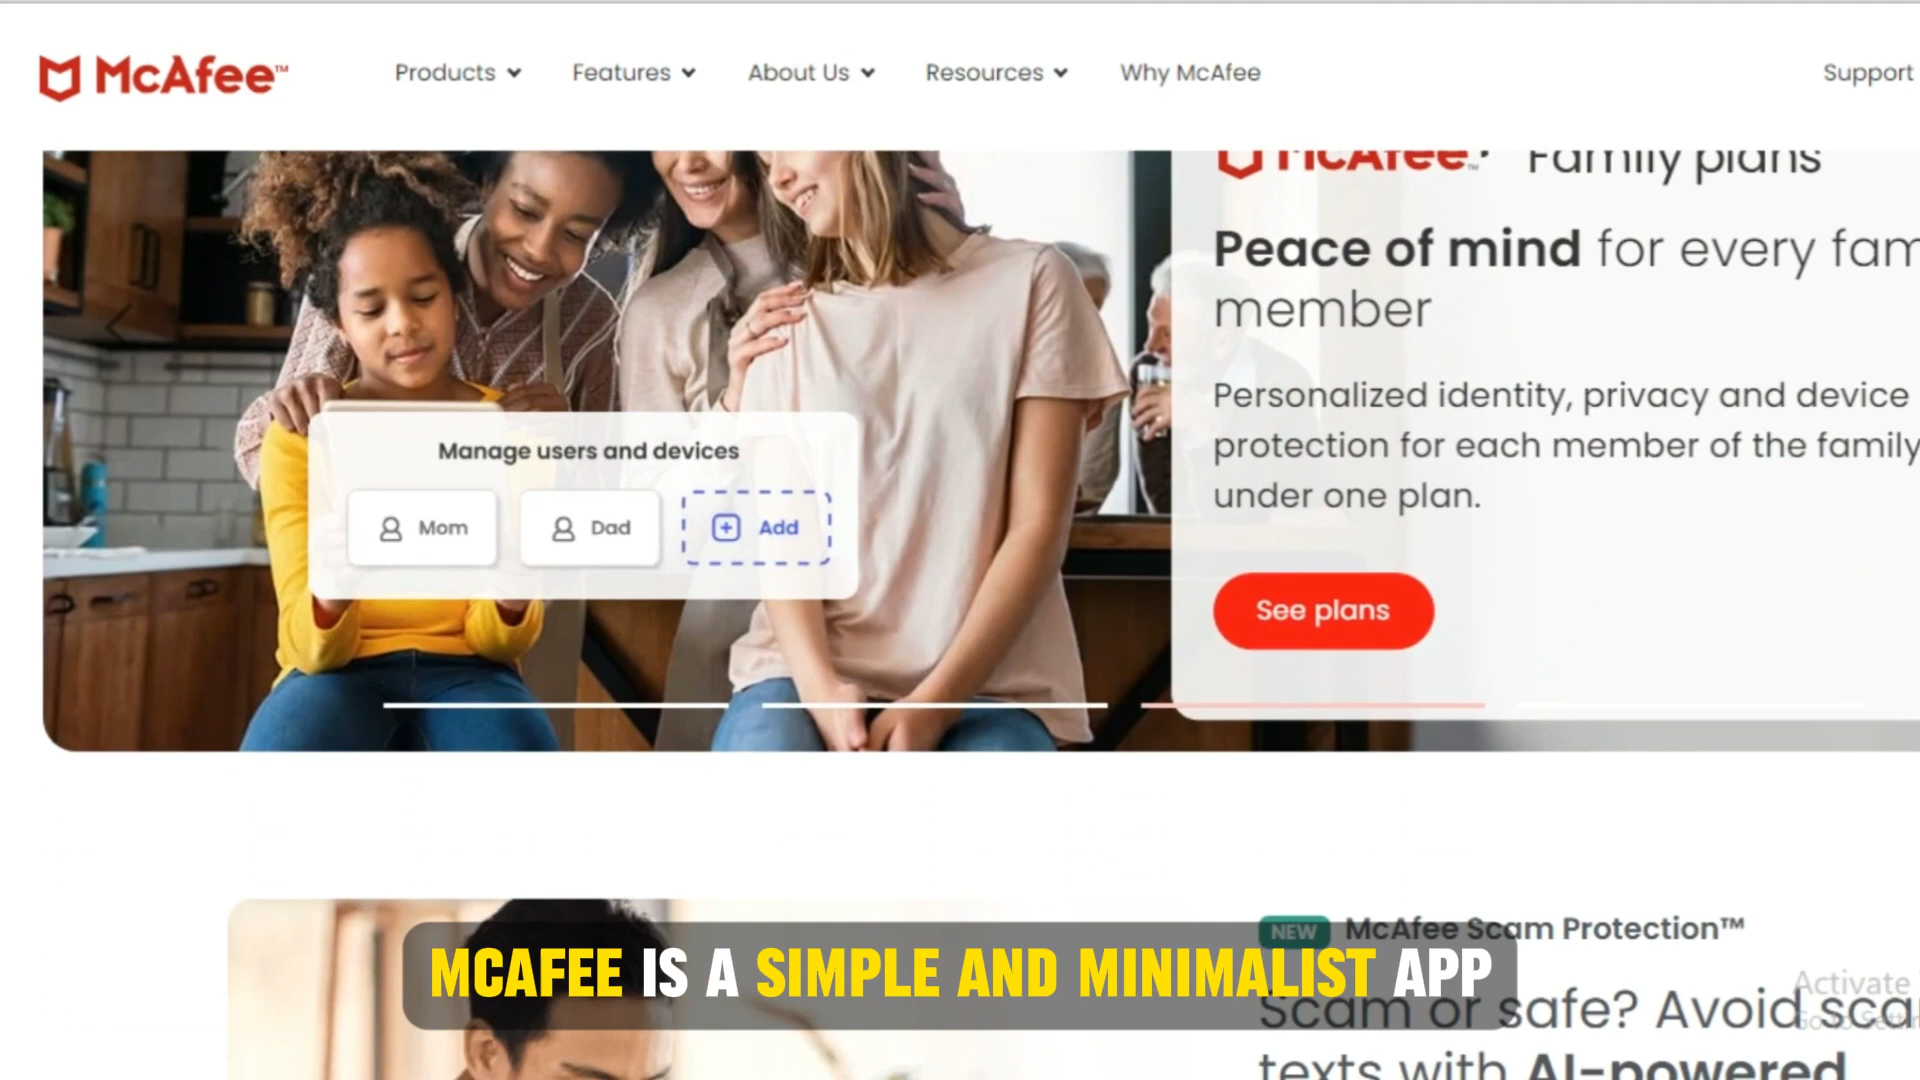 McAfee™
Products
Features
About Us
Resources
Why McAfee
Support
McAfee™ Family plans
Peace of mind for every fam
member
Personalized identity, privacy and device
protection for each member of the family
under one plan.
See plans
Manage users and devices
Mom
Dad
Add
NEW McAfee Scam Protection™
Scam or safe? Avoid sca
texts with AI-powered
MCAFEE IS A SIMPLE AND MINIMALIST APP
Activate
Go to